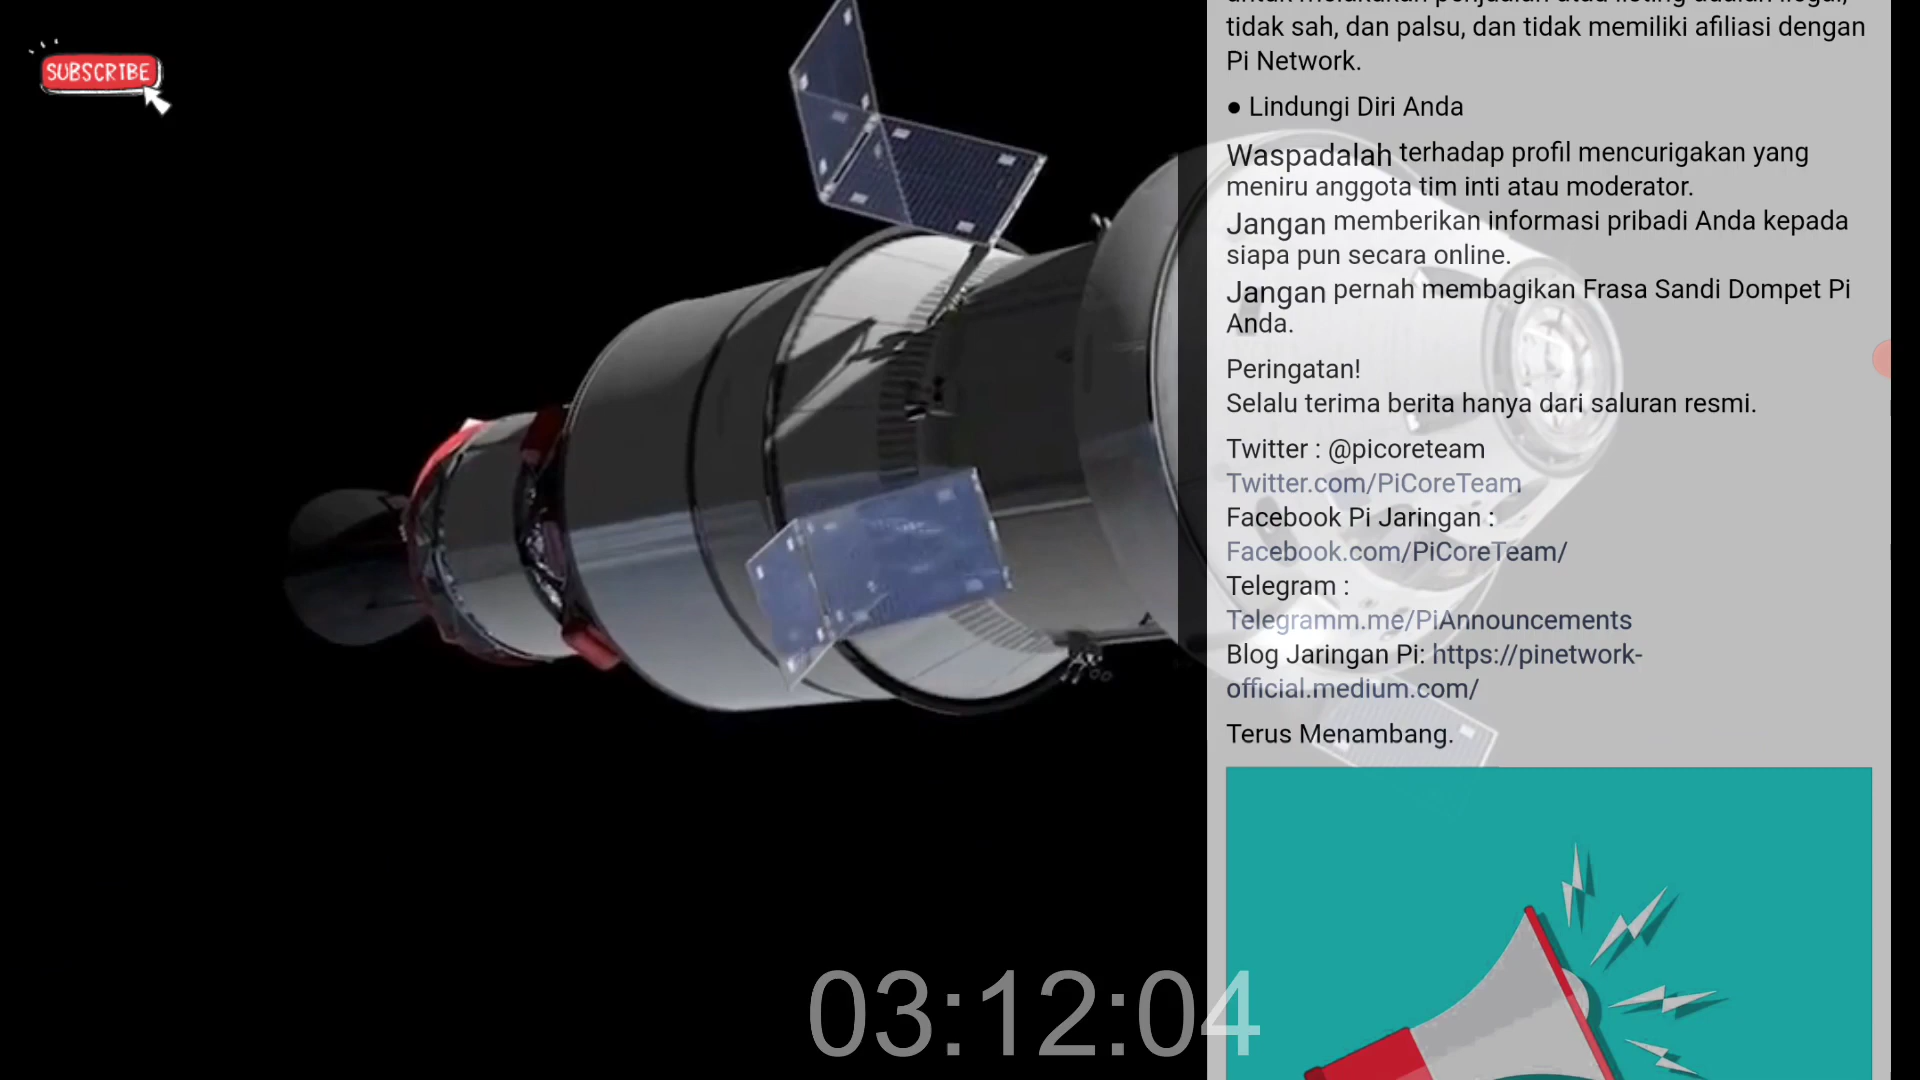 SUBSCRIBE
tidak sah, dan palsu, dan tidak memiliki afiliasi dengan
Pi Network.
● Lindungi Diri Anda
Waspadalah terhadap profil mencurigakan yang
meniru anggota tim inti atau moderator.
Jangan memberikan informasi pribadi Anda kepada
siapa pun secara online.
Jangan pernah membagikan Frasa Sandi Dompet Pi
Anda.
Peringatan!
Selalu terima berita hanya dari saluran resmi.
Twitter : @picoreteam
Twitter.com/PiCoreTeam
Facebook Pi Jaringan :
Facebook.com/PiCoreTeam/
Telegram :
Telegramm.me/PiAnnouncements
Blog Jaringan Pi: https://pinetwork-
official.medium.com/
Terus Menambang.
03:12:04